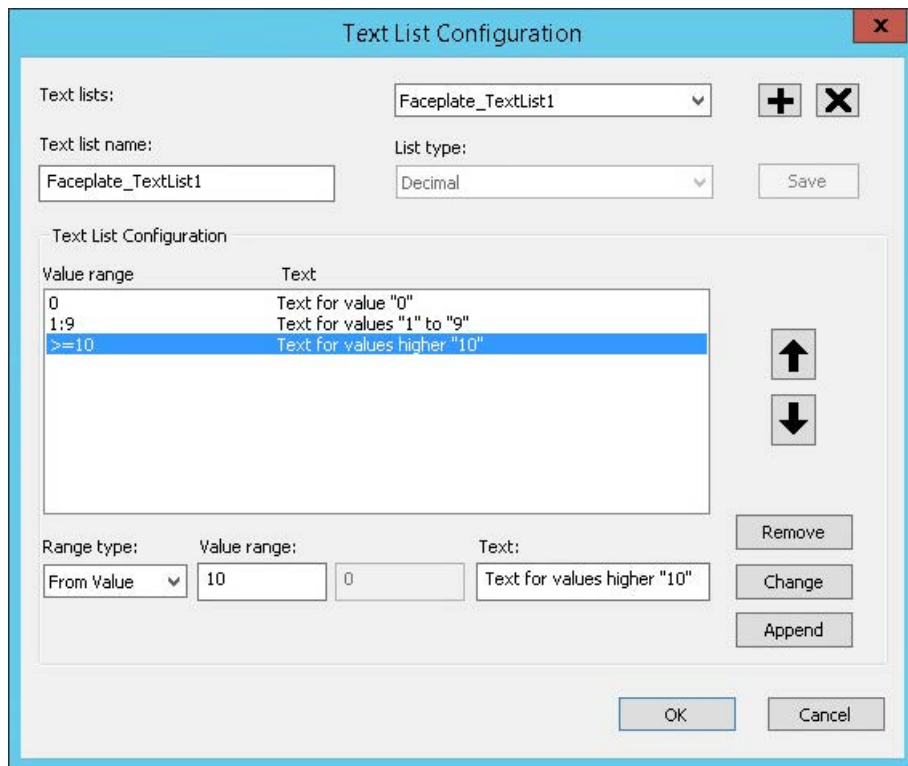 Text List Configuration
x
Text lists:
Faceplate_TextList1
Text list name:
List type:
Faceplate_TextList1
Decimal
Save
Text List Configuration
Value range Text
0 Text for value "0"
1:9 Text for values "1" to "9"
>=10 Text for values higher "10"
Remove
Range type: Value range: Text:
From Value 10 0 Text for values higher "10"
Change
Append
OK Cancel